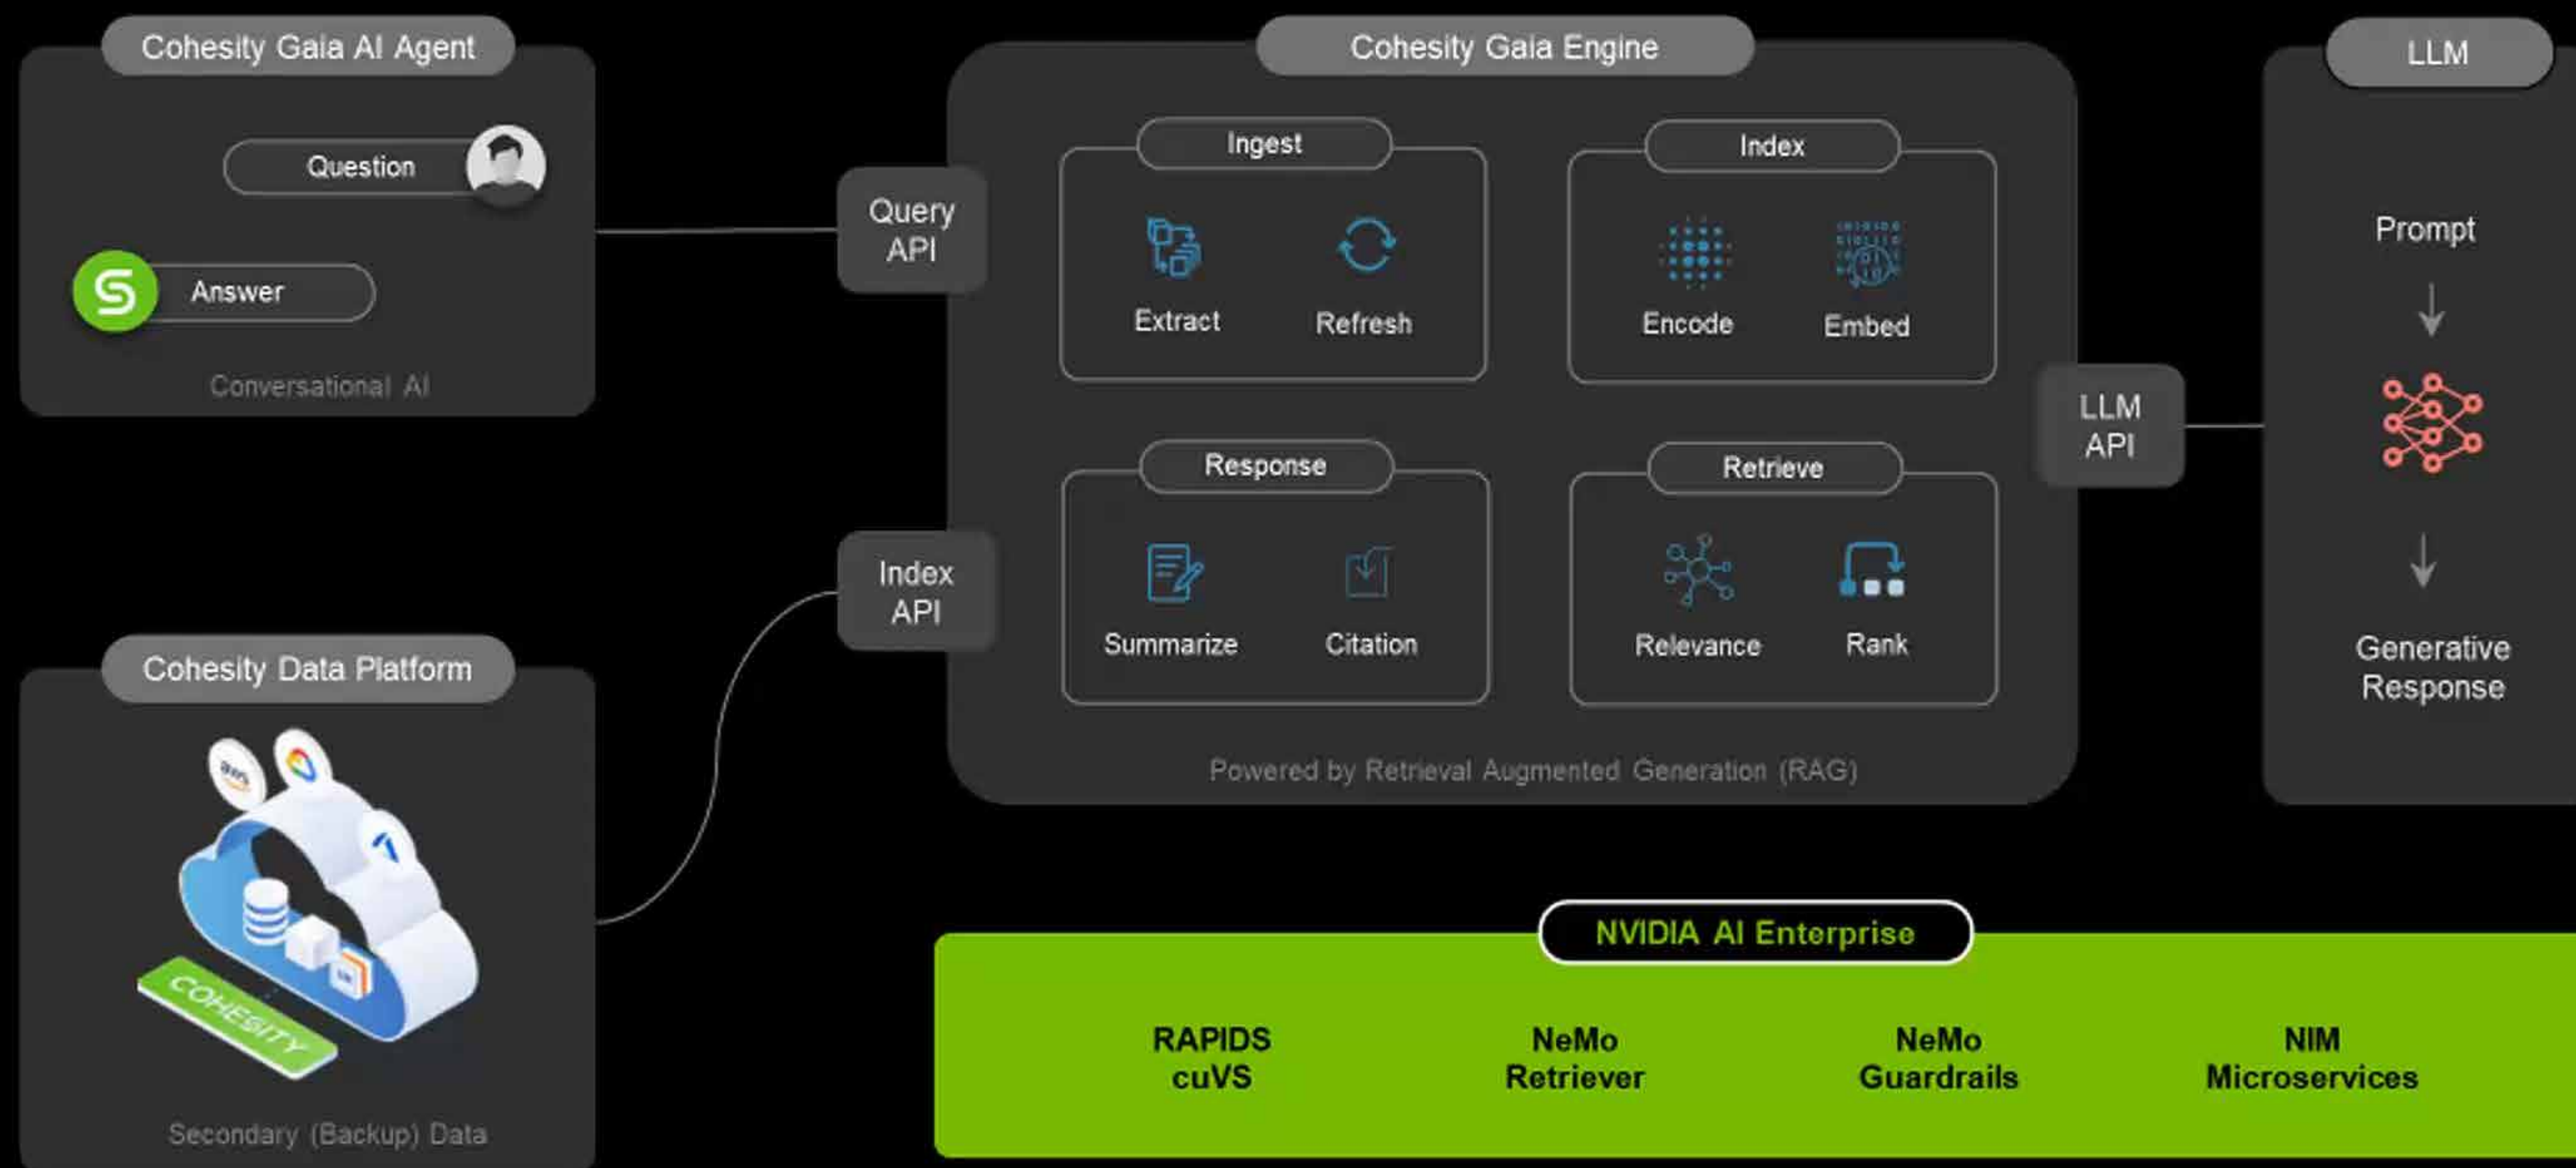 Cohesity Gaia AI Agent
Question
Answer
Conversational AI
Cohesity Data Platform
aws
COHESITY
Secondary (Backup) Data
Query
API
Index
API
Cohesity Gaia Engine
Ingest
Extract
Refresh
Index
Encode
Embed
Response
Summarize
Citation
Retrieve
Relevance
Rank
Powered by Retrieval Augmented Generation (RAG)
LLM
API
LLM
Prompt
Generative
Response
NVIDIA AI Enterprise
RAPIDS
cuVS
NeMo
Retriever
NeMo
Guardrails
NIM
Microservices